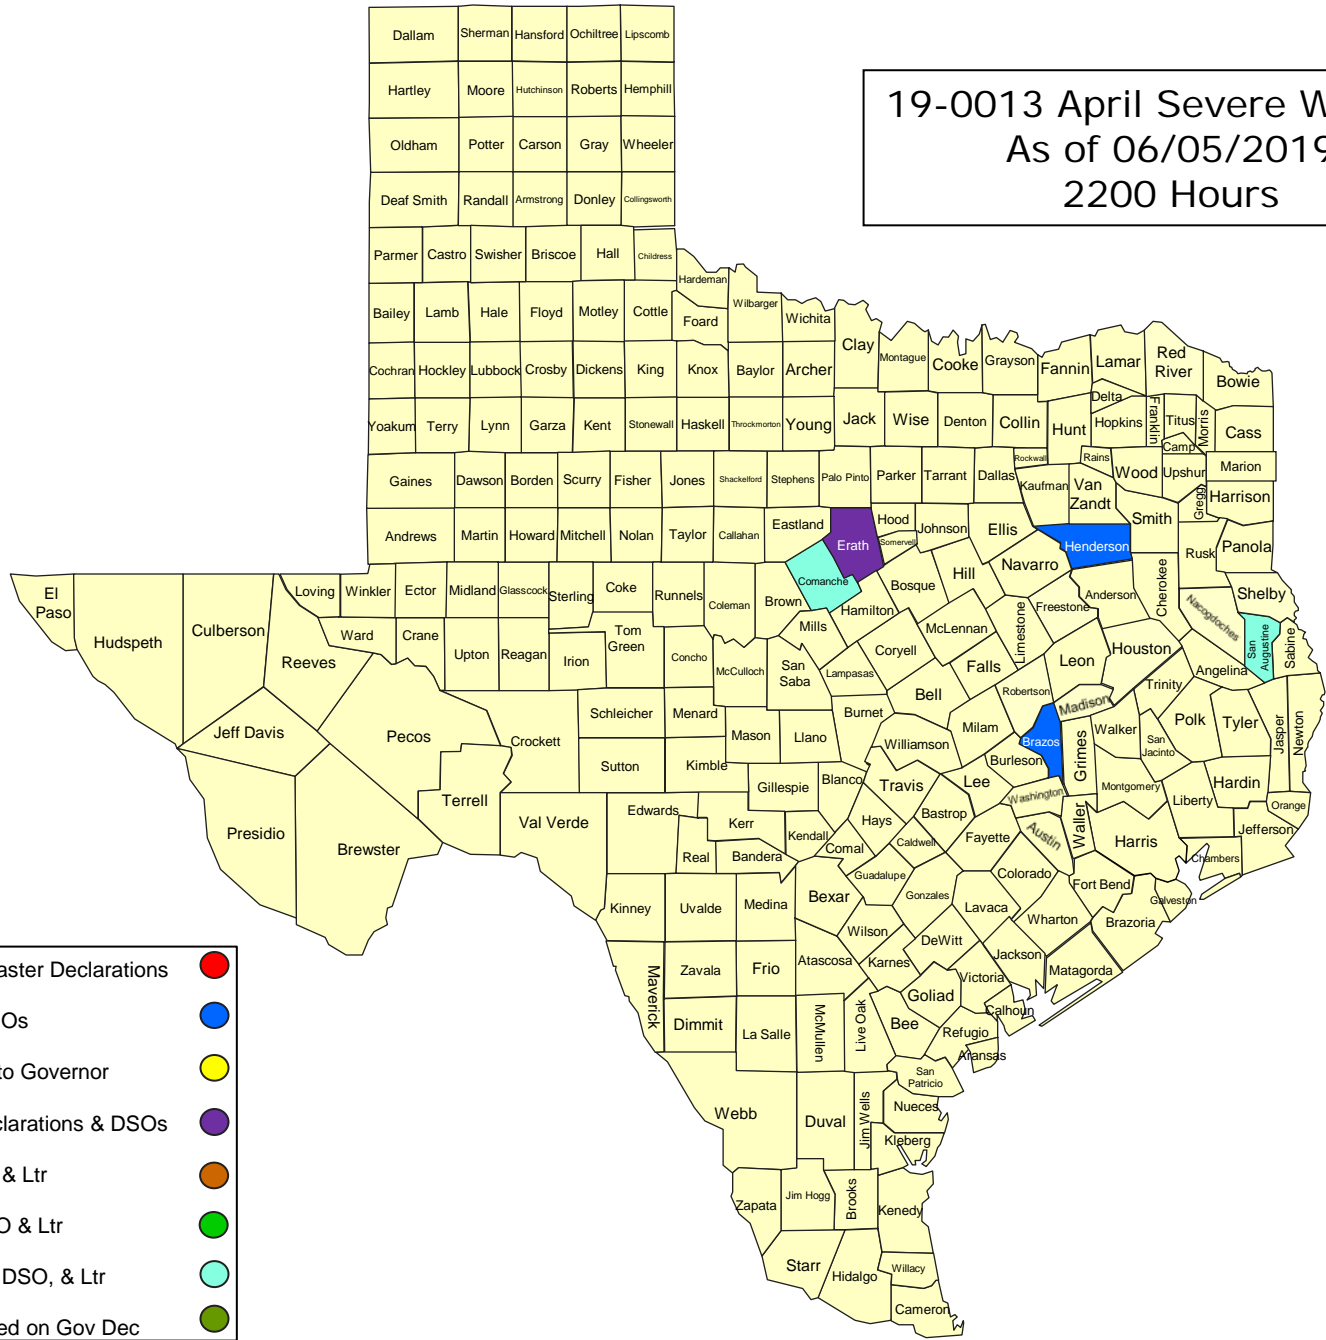 Dallam Sherman Hansford Ochiltree Lipscomb
Hartley Moore Hutchinson Roberts Hemphill
19-0013 April Severe W
As of 06/05/2019
2200 Hours
Oldham Potter Carson Gray Wheeler
Deaf Smith Randall Armstrong Donley Collingsworth
Parmer Castro Swisher Briscoe Hall Childress
Hardeman
Bailey Lamb Hale Floyd Motley Cottle Foard Wilbarger Wichita
Clay Montague Cooke Grayson Fannin Lamar Red
River
Bowie
Cochran Hockley Lubbock Crosby Dickens King Knox Baylor Archer
Delta
Yoakum Terry Lynn Garza Kent Stonewall Haskell Throckmorton Young Jack Wise Denton Collin Hunt Hopkins Franklin Titus Morris Cass
Camp
Rockwall Rains
Gaines Dawson Borden Scurry Fisher Jones Shackelford Stephens Palo Pinto Parker Tarrant Dallas Kaufman Van
Zandt
Wood Upshur Marion
Gregg Harrison
Andrews Martin Howard Mitchell Nolan Taylor Callahan Eastland Erath Hood Somervell Johnson Ellis Henderson Smith Rusk Panola
El
Paso
Hudspeth Culberson Loving Winkler Ector Midland Glasscock Sterling Coke Runnels Coleman Brown Comanche Hamilton Bosque Hill Navarro Freestone Anderson Cherokee Nacogdoches Shelby
Reeves Ward Crane Upton Reagan Irion Tom
Green
Concho McCulloch San
Saba
Mills Lampasas Coryell McLennan Limestone Falls Leon Houston Angelina San
Augustine
Sabine
Jeff Davis Pecos Crockett Schleicher Menard Mason Llano Burnet Bell Milam Robertson Madison Trinity Polk Tyler Jasper Newton
Sutton Kimble Gillespie Blanco Williamson Burleson Brazos Grimes Walker San
Jacinto
Presidio Brewster Terrell Val Verde Edwards Kerr Kendall Travis Hays Lee Bastrop Washington Montgomery Liberty Hardin Orange
Real Bandera Comal Caldwell Fayette Austin Waller Harris Chambers Jefferson
Kinney Uvalde Medina Bexar Guadalupe Gonzales Lavaca Colorado Fort Bend Galveston
Wilson DeWitt Wharton Brazoria
Maverick Zavala Frio Atascosa Karnes Jackson Matagorda
Victoria
Dimmit La Salle McMullen Live Oak Bee Goliad Calhoun
Refugio
Aransas
San
Patricio
Webb Duval Jim Wells Nueces
Kleberg
Zapata Jim Hogg Brooks Kenedy
Starr Hidalgo Willacy
Cameron
aster Declarations
Os
to Governor
clarations & DSOs
& Ltr
O & Ltr
DSO, & Ltr
ed on Gov Dec